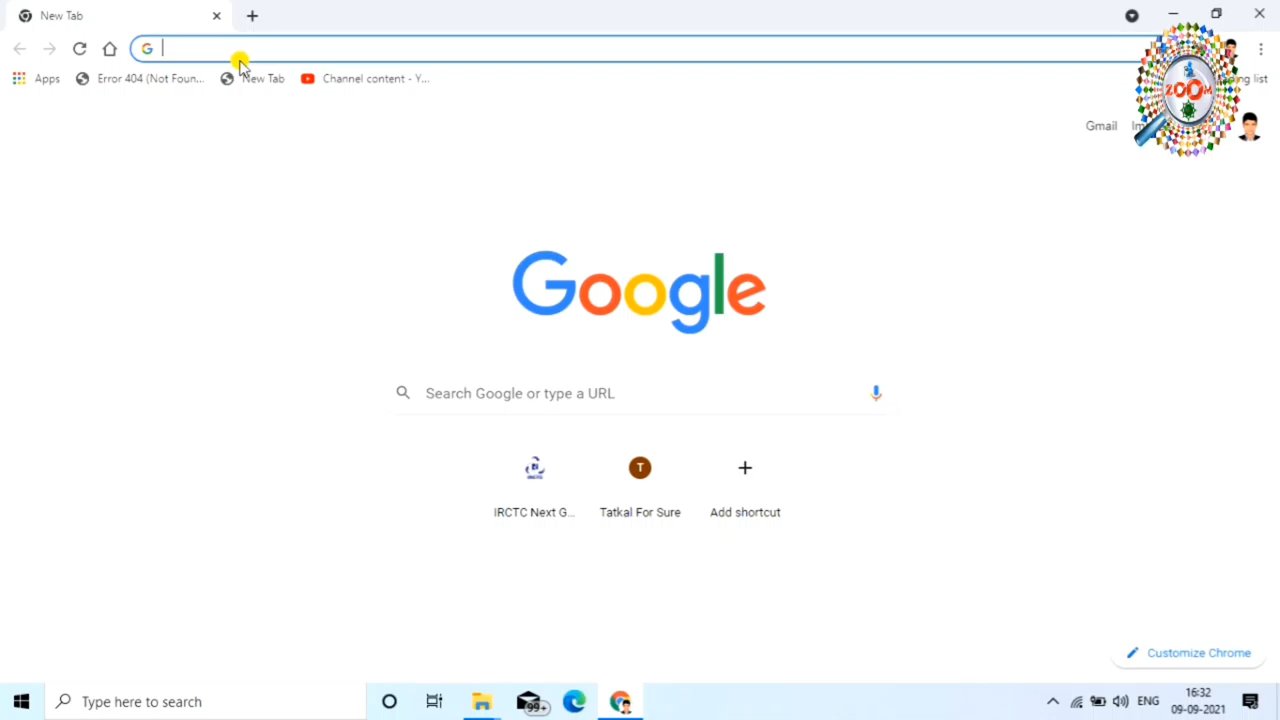 New Tab
Apps
Error 404 (Not Foun...
New Tab
Channel content - Y...
ZOOM
list
Gmail
Google
Search Google or type a URL
T
IRCTC Next G...
Tatkal For Sure
Add shortcut
Customize Chrome
Type here to search
99+
ENG
16:32
09-09-2021